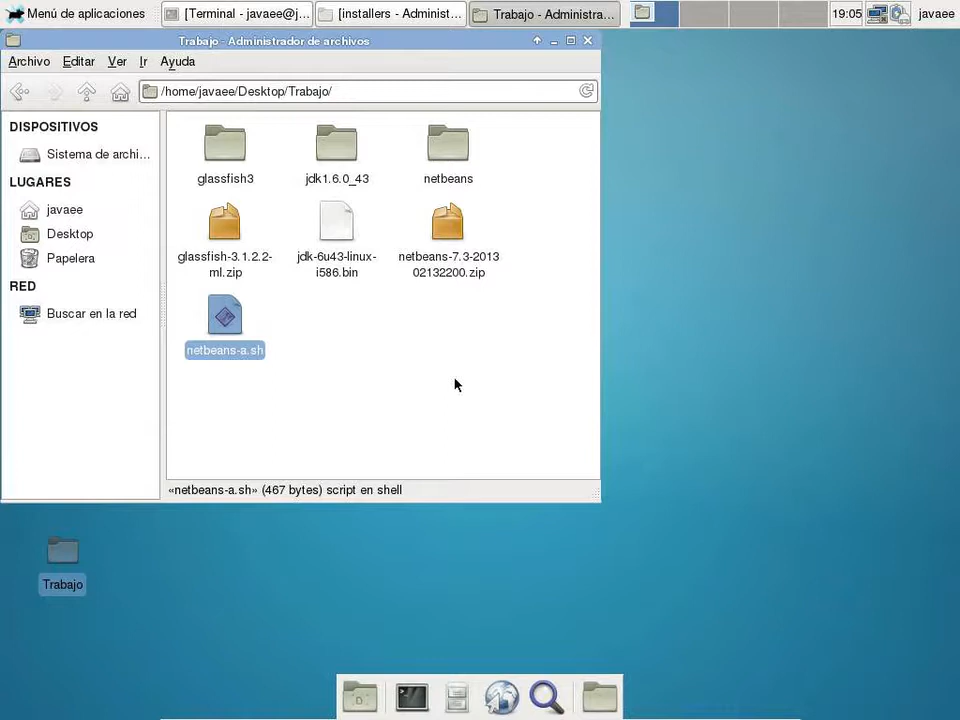 Menú de aplicaciones
[Terminal - javaee@j...
[installers - Administ...
Trabajo - Administra...
19:05
javaee
Trabajo - Administrador de archivos
Archivo Editar Ver Ir Ayuda
/home/javaee/Desktop/Trabajo/
DISPOSITIVOS
Sistema de archi...
LUGARES
javaee
Desktop
Papelera
RED
Buscar en la red
glassfish3
jdk1.6.0_43
netbeans
glassfish-3.1.2.2-
ml.zip
jdk-6u43-linux-
i586.bin
netbeans-7.3-2013
02132200.zip
netbeans-a.sh
«netbeans-a.sh» (467 bytes) script en shell
Trabajo